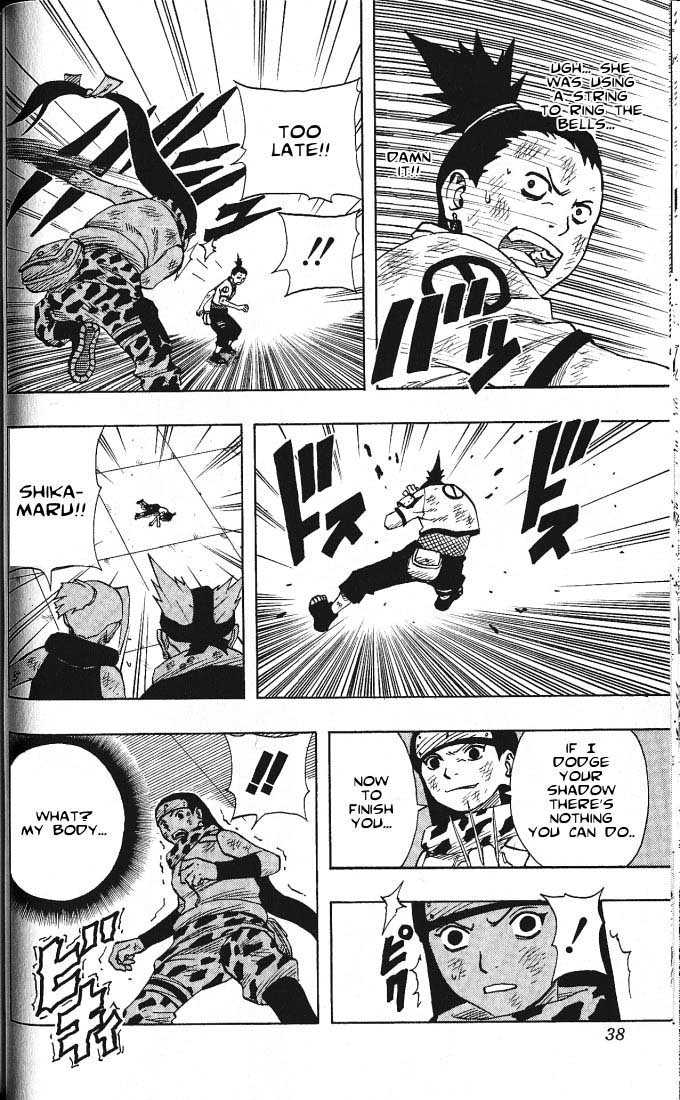 UGH... SHE
WAS USING
A STRING
TO RING THE
BELLS...
DAMN
IT!!
バッ
TOO
LATE!!
!!
ドス
ドス
SHIKA-
MARU!!
IF I
DODGE
YOUR
SHADOW
THERE'S
NOTHING
YOU CAN DO..
NOW
TO
FINISH
YOU...
!
ピク
!!
WHAT?
MY BODY...
38